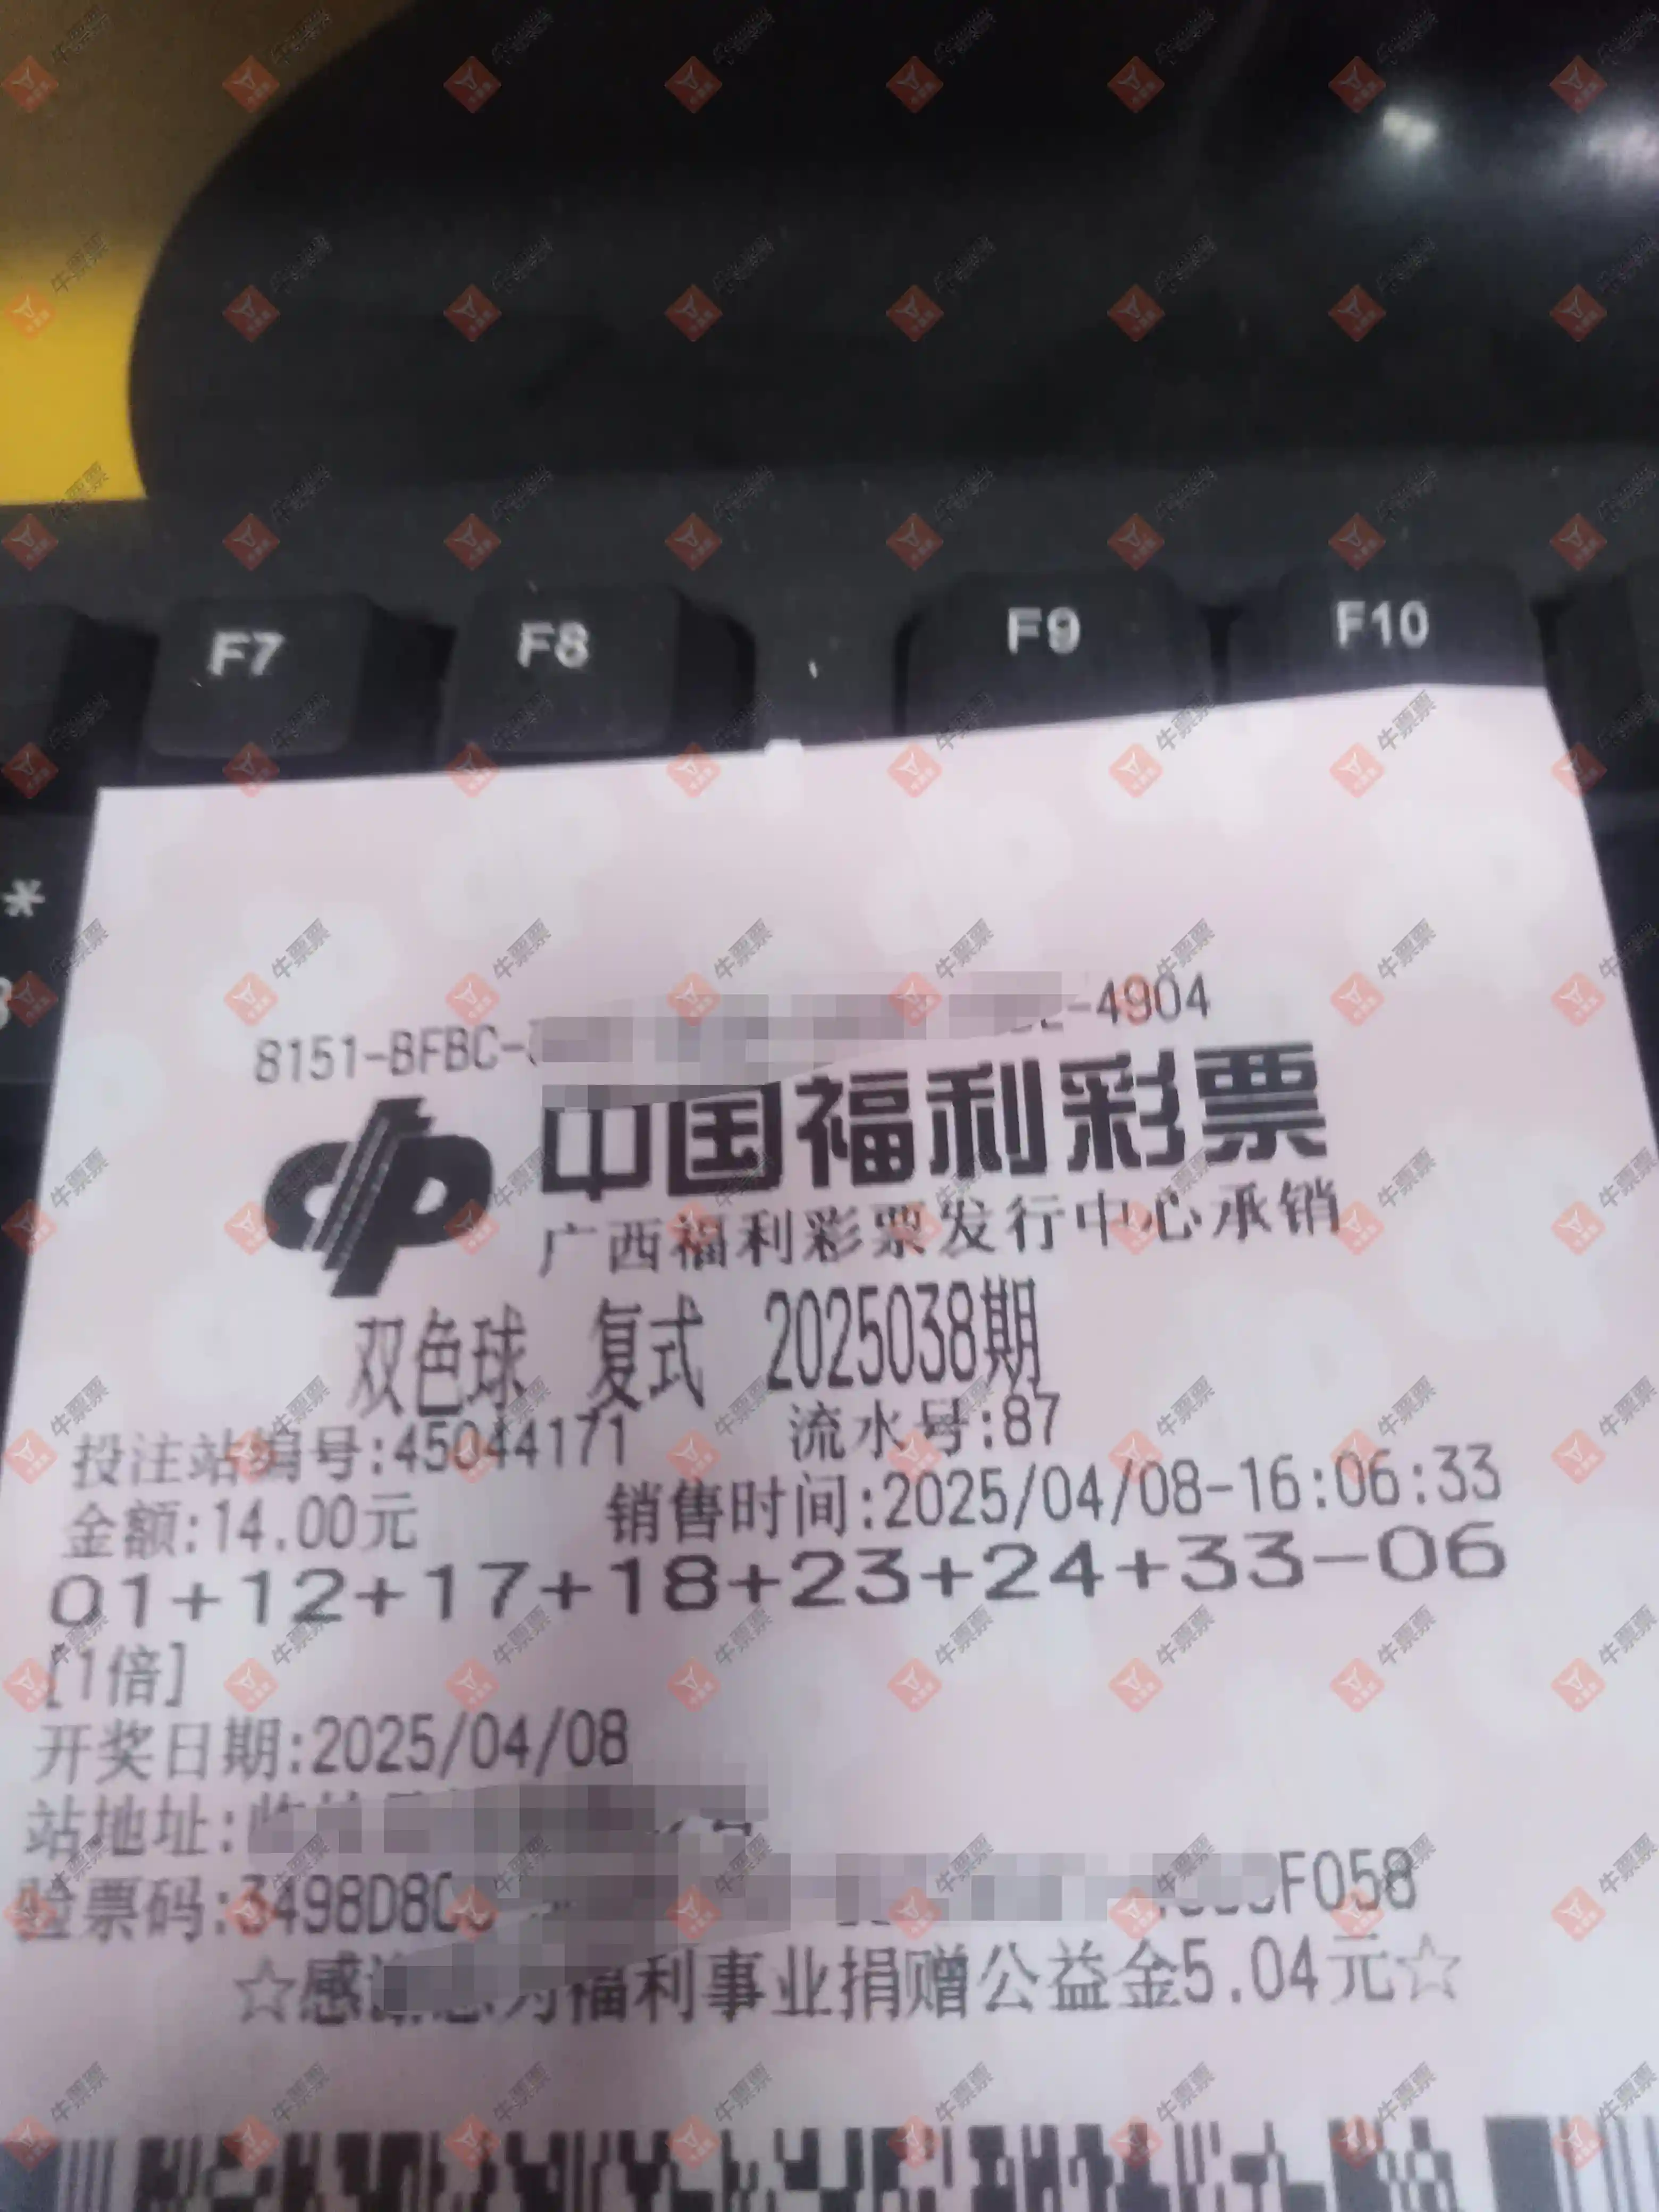 F7 F8 F9 F10
*
8151-BFBC-
-4904
中国福利彩票
广西福利彩票发行中心承销
双色球 复式 2025038期
投注站编号:45044171 流水号:87
金额:14.00元 销售时间:2025/04/08-16:06:33
01+12+17+18+23+24+33-06
[1倍]
开奖日期:2025/04/08
站地址:
验票码:3498D8C
F058
☆感 为福利事业捐赠公益金5.04元☆
牛票票